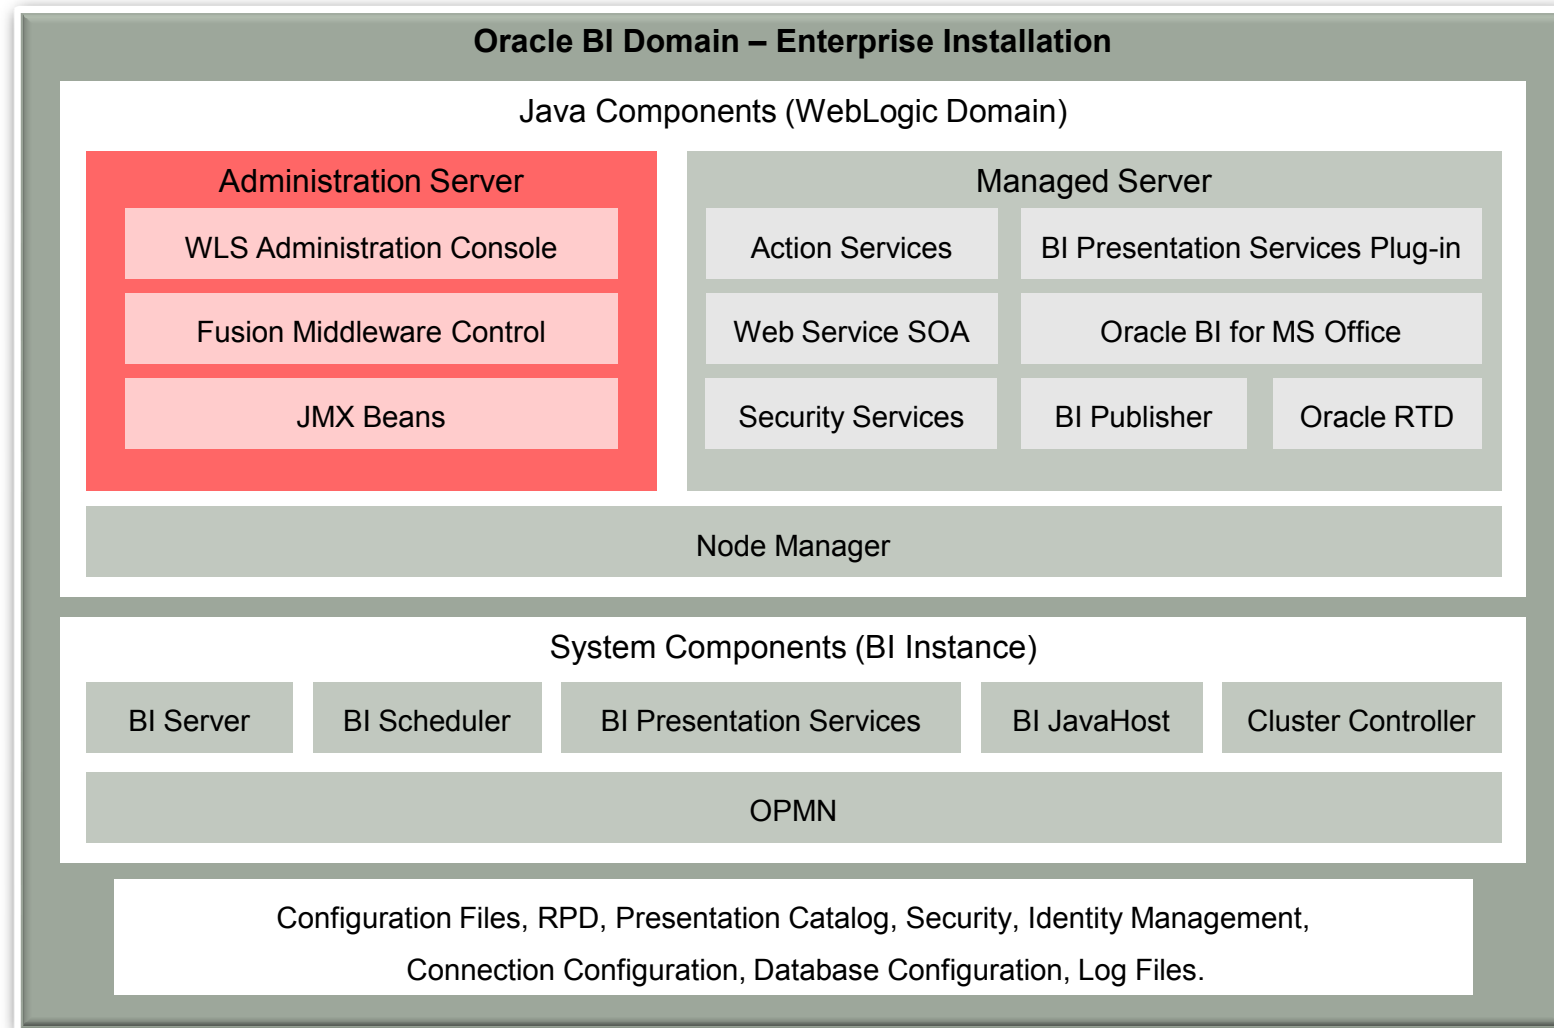 Oracle BI Domain – Enterprise Installation
Java Components (WebLogic Domain)
Administration Server
WLS Administration Console
Fusion Middleware Control
JMX Beans
Managed Server
Action Services
BI Presentation Services Plug-in
Web Service SOA
Oracle BI for MS Office
Security Services
BI Publisher
Oracle RTD
Node Manager
System Components (BI Instance)
BI Server
BI Scheduler
BI Presentation Services
BI JavaHost
Cluster Controller
OPMN
Configuration Files, RPD, Presentation Catalog, Security, Identity Management,
Connection Configuration, Database Configuration, Log Files.